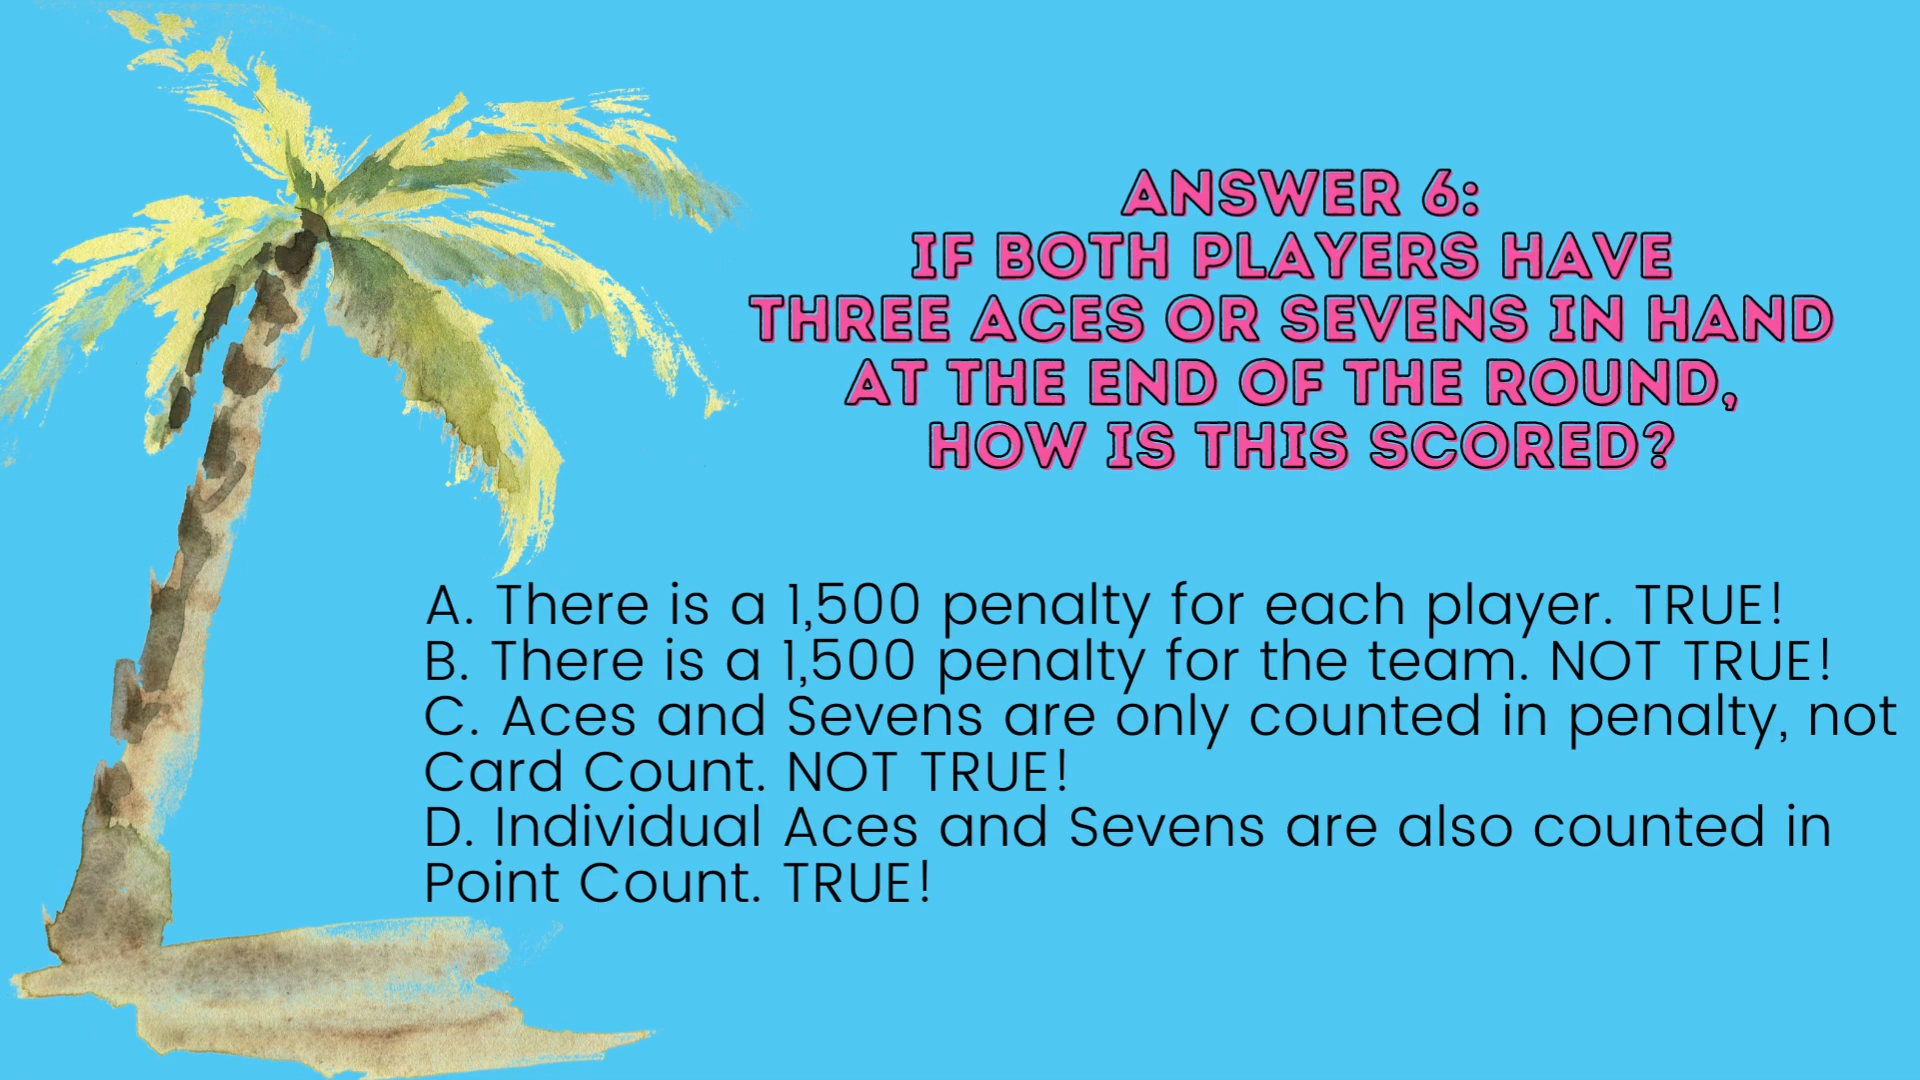 ANSWER 6:
IF BOTH PLAYERS HAVE
THREE ACES OR SEVENS IN HAND
AT THE END OF THE ROUND,
HOW IS THIS SCORED?
A. There is a 1,500 penalty for each player. TRUE!
B. There is a 1,500 penalty for the team. NOT TRUE!
C. Aces and Sevens are only counted in penalty, not
Card Count. NOT TRUE!
D. Individual Aces and Sevens are also counted in
Point Count. TRUE!